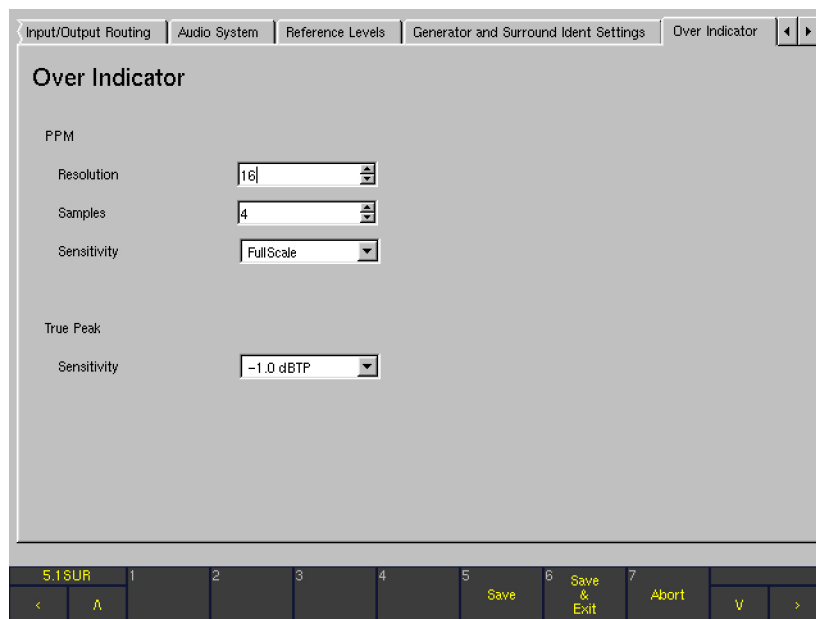 Input/Output Routing Audio System Reference Levels Generator and Surround Ident Settings Over Indicator
Over Indicator
PPM
Resolution 16
Samples 4
Sensitivity FullScale
True Peak
Sensitivity -1.0 dBTP
5.1SUR 1 2 3 4 5 Save 6 Save & Exit 7 Abort
< Λ V >